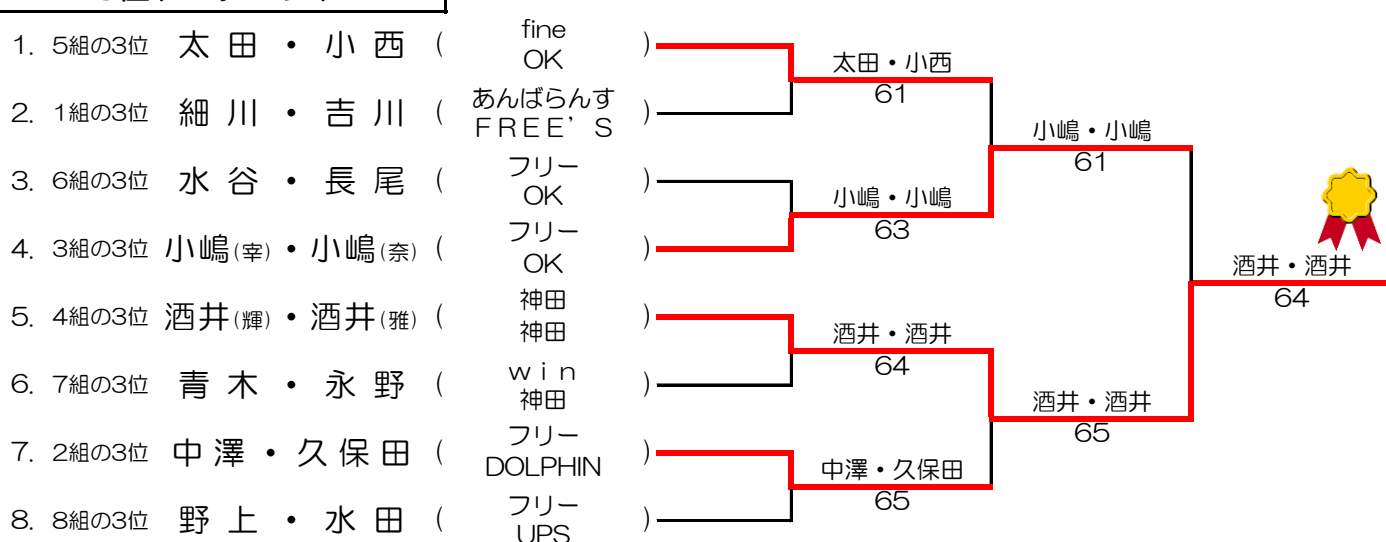 1. 5組の3位 太田・小西 ( fine OK )
2. 1組の3位 細川・吉川 ( あんばらんす FREE'S )
3. 6組の3位 水谷・長尾 ( フリー OK )
4. 3組の3位 小嶋(宰)・小嶋(奈) ( フリー OK )
5. 4組の3位 酒井(輝)・酒井(雅) ( 神田 神田 )
6. 7組の3位 青木・永野 ( win 神田 )
7. 2組の3位 中澤・久保田 ( フリー DOLPHIN )
8. 8組の3位 野上・水田 ( フリー UPS )
太田・小西
61
小嶋・小嶋
63
酒井・酒井
64
中澤・久保田
65
小嶋・小嶋
61
酒井・酒井
65
酒井・酒井
64